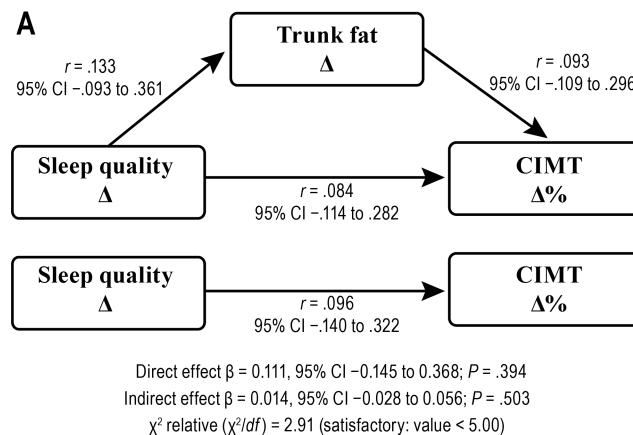 A
Trunk fat
Δ
r = .133
95% CI −.093 to .361
r = .093
95% CI −.109 to .296
Sleep quality
Δ
r = .084
95% CI −.114 to .282
CIMT
Δ%
Sleep quality
Δ
r = .096
95% CI −.140 to .322
CIMT
Δ%
Direct effect β = 0.111, 95% CI −0.145 to 0.368; P = .394
Indirect effect β = 0.014, 95% CI −0.028 to 0.056; P = .503
χ² relative (χ²/df) = 2.91 (satisfactory: value < 5.00)